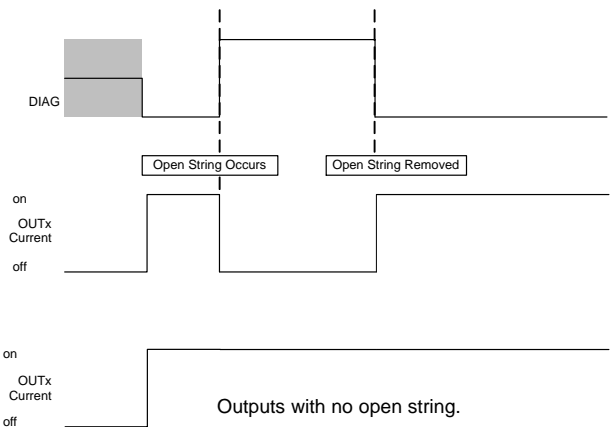 DIAG
Open String Occurs
Open String Removed
on
OUTx
Current
off
on
OUTx
Current
off
Outputs with no open string.